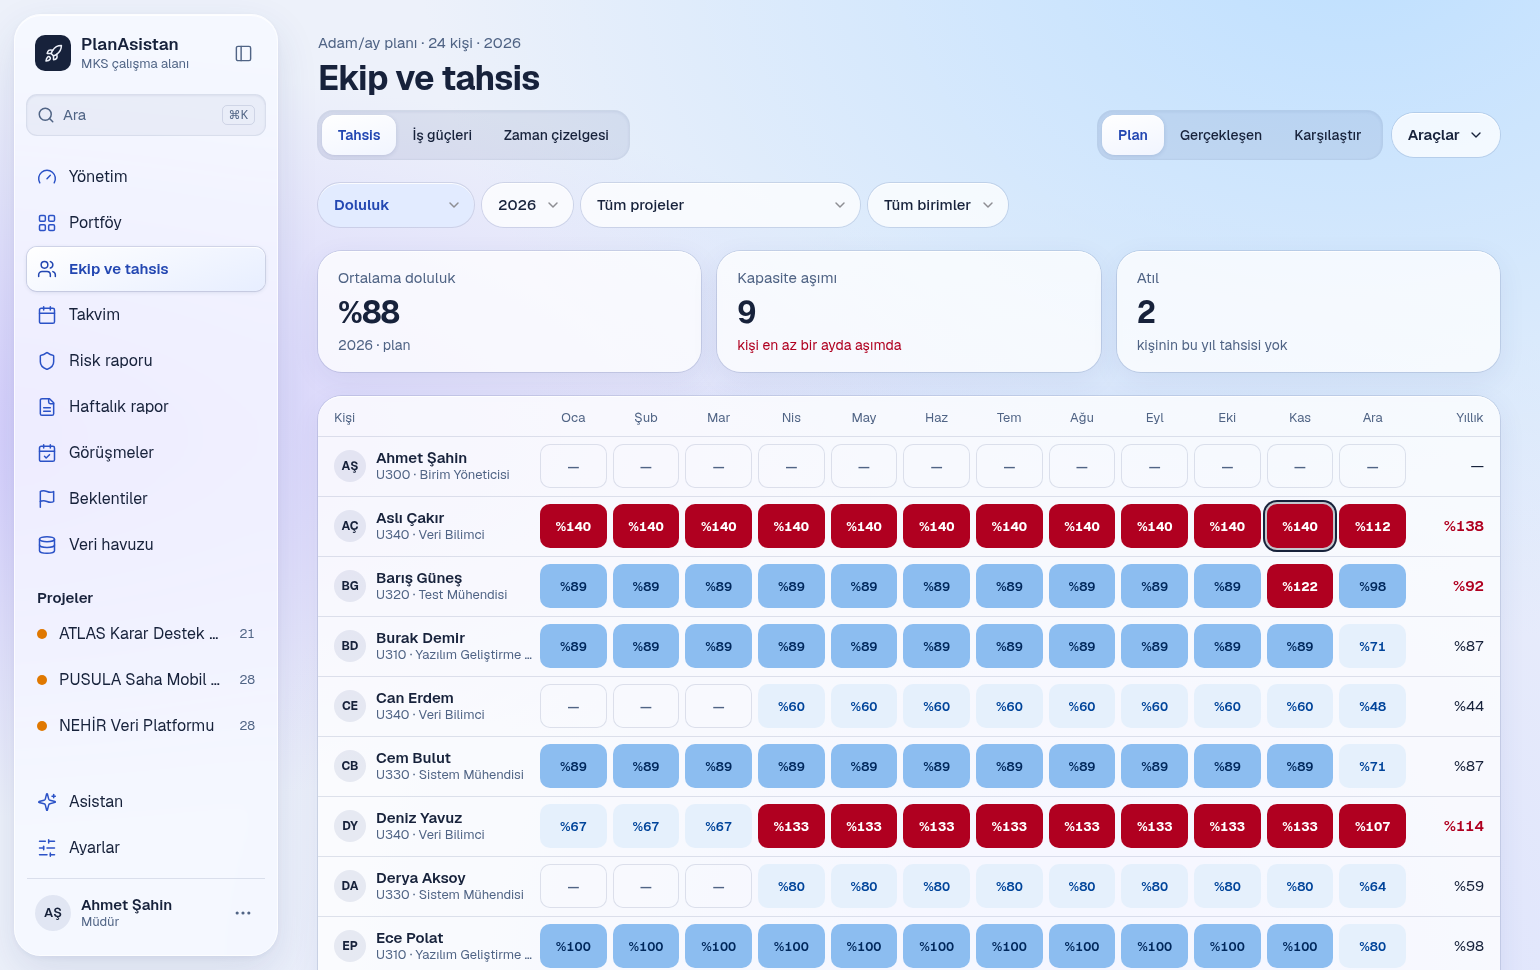 PlanAsistan
MKS çalışma alanı
Ara ⌘K
Yönetim
Portföy
Ekip ve tahsis
Takvim
Risk raporu
Haftalık rapor
Görüşmeler
Beklentiler
Veri havuzu
Projeler
ATLAS Karar Destek ... 21
PUSULA Saha Mobil ... 28
NEHİR Veri Platformu 28
Asistan
Ayarlar
AŞ Ahmet Şahin
Müdür
Adam/ay planı · 24 kişi · 2026
Ekip ve tahsis
Tahsis İş güçleri Zaman çizelgesi
Plan Gerçekleşen Karşılaştır Araçlar
Doluluk 2026 Tüm projeler Tüm birimler
Ortalama doluluk
%88
2026 · plan
Kapasite aşımı
9
kişi en az bir ayda aşımda
Atıl
2
kişinin bu yıl tahsisi yok
Kişi Oca Şub Mar Nis May Haz Tem Ağu Eyl Eki Kas Ara Yıllık
AŞ Ahmet Şahin — — — — — — — — — — — — —
U300 · Birim Yöneticisi
AÇ Aslı Çakır %140 %140 %140 %140 %140 %140 %140 %140 %140 %140 %140 %112 %138
U340 · Veri Bilimci
BG Barış Güneş %89 %89 %89 %89 %89 %89 %89 %89 %89 %89 %122 %98 %92
U320 · Test Mühendisi
BD Burak Demir %89 %89 %89 %89 %89 %89 %89 %89 %89 %89 %89 %71 %87
U310 · Yazılım Geliştirme ...
CE Can Erdem — — — %60 %60 %60 %60 %60 %60 %60 %60 %48 %44
U340 · Veri Bilimci
CB Cem Bulut %89 %89 %89 %89 %89 %89 %89 %89 %89 %89 %89 %71 %87
U330 · Sistem Mühendisi
DY Deniz Yavuz %67 %67 %67 %133 %133 %133 %133 %133 %133 %133 %133 %107 %114
U340 · Veri Bilimci
DA Derya Aksoy — — — %80 %80 %80 %80 %80 %80 %80 %80 %64 %59
U330 · Sistem Mühendisi
EP Ece Polat %100 %100 %100 %100 %100 %100 %100 %100 %100 %100 %100 %80 %98
U310 · Yazılım Geliştirme ...